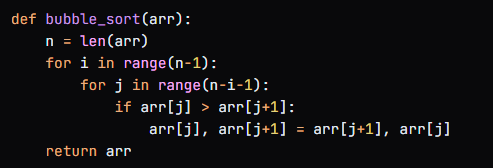 def bubble_sort(arr):
    n = len(arr)
    for i in range(n-1):
        for j in range(n-i-1):
            if arr[j] > arr[j+1]:
                arr[j], arr[j+1] = arr[j+1], arr[j]
    return arr